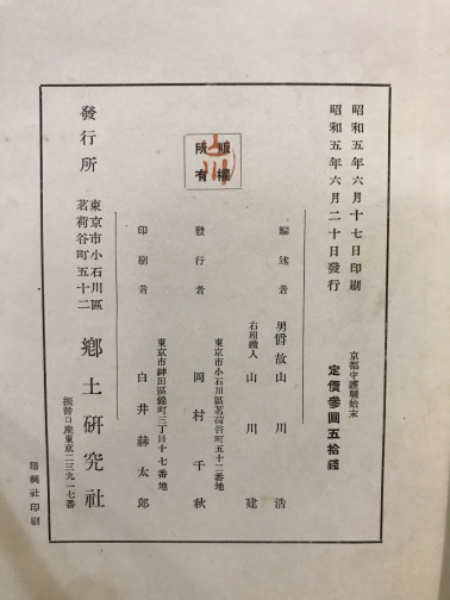 昭和五年六月十七日印刷
昭和五年六月二十日發行
京都守護職始末
定價參圓五拾錢
編述者 男爵故山川浩
右相續人 山川建
東京市小石川區茗荷谷町五十二番地
發行者 岡村千秋
東京市神田區錦町三丁目十七番地
印刷者 白井赫太郎
版權
所有
山川
發行所
東京市小石川區
茗荷谷町五十二
鄕土硏究社
振替口座東京二三九一七番
精興社印刷